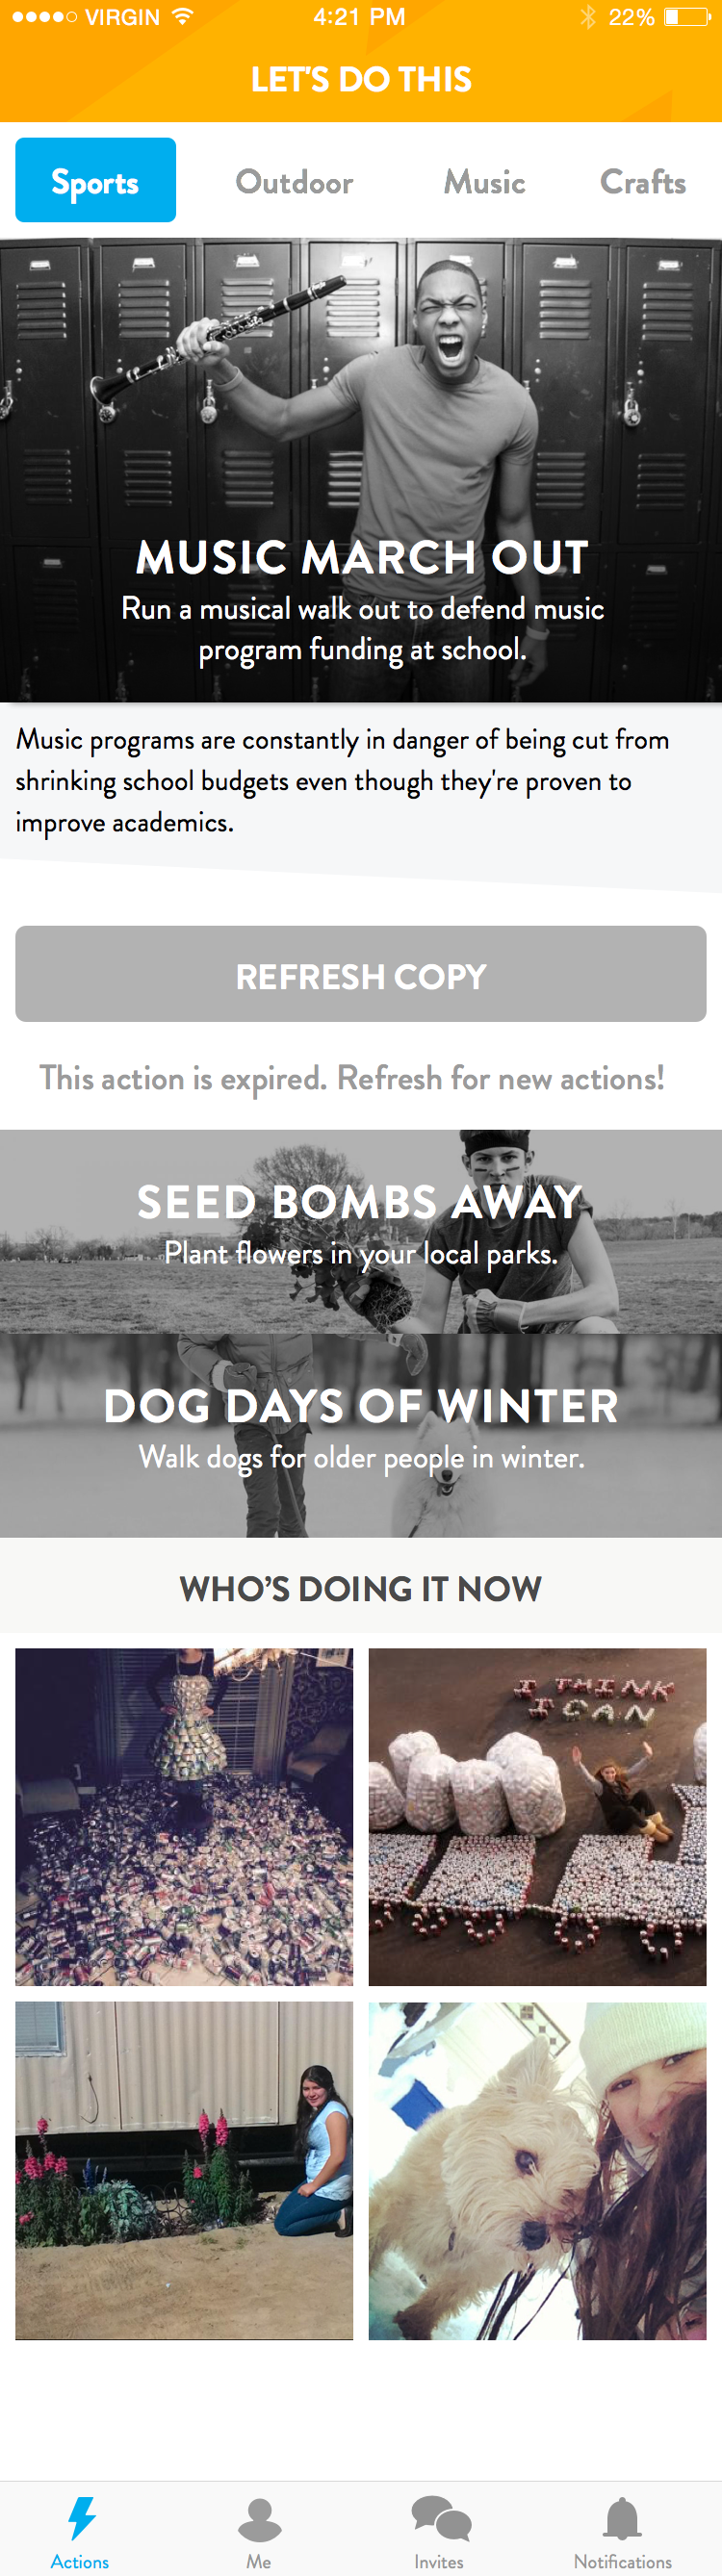 VIRGIN 4:21 PM 22%
LET'S DO THIS
Sports Outdoor Music Crafts
MUSIC MARCH OUT
Run a musical walk out to defend music
program funding at school.
Music programs are constantly in danger of being cut from
shrinking school budgets even though they're proven to
improve academics.
REFRESH COPY
This action is expired. Refresh for new actions!
SEED BOMBS AWAY
Plant flowers in your local parks.
DOG DAYS OF WINTER
Walk dogs for older people in winter.
WHO'S DOING IT NOW
I THINK
I CAN
Actions Me Invites Notifications